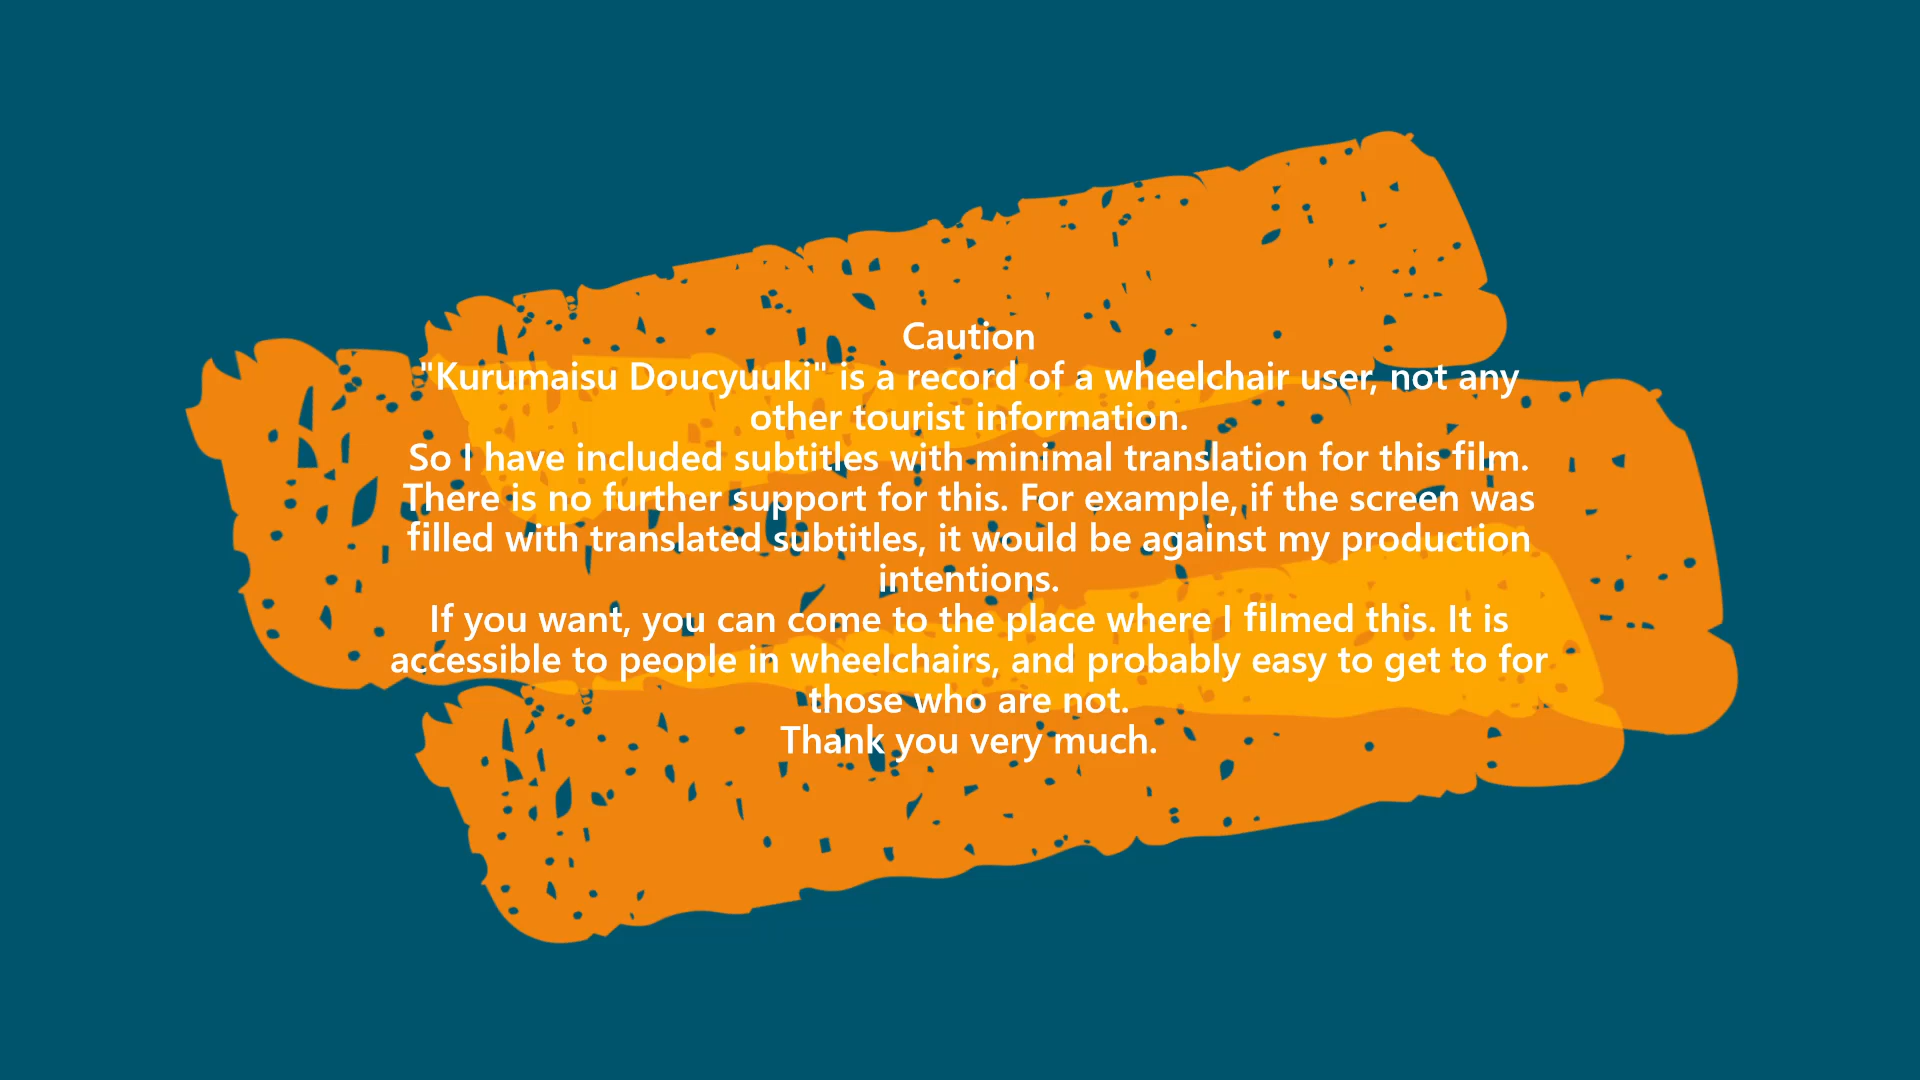 Caution
"Kurumaisu Doucyuuki" is a record of a wheelchair user, not any
other tourist information.
So I have included subtitles with minimal translation for this film.
There is no further support for this. For example, if the screen was
filled with translated subtitles, it would be against my production
intentions.
If you want, you can come to the place where I filmed this. It is
accessible to people in wheelchairs, and probably easy to get to for
those who are not.
Thank you very much.